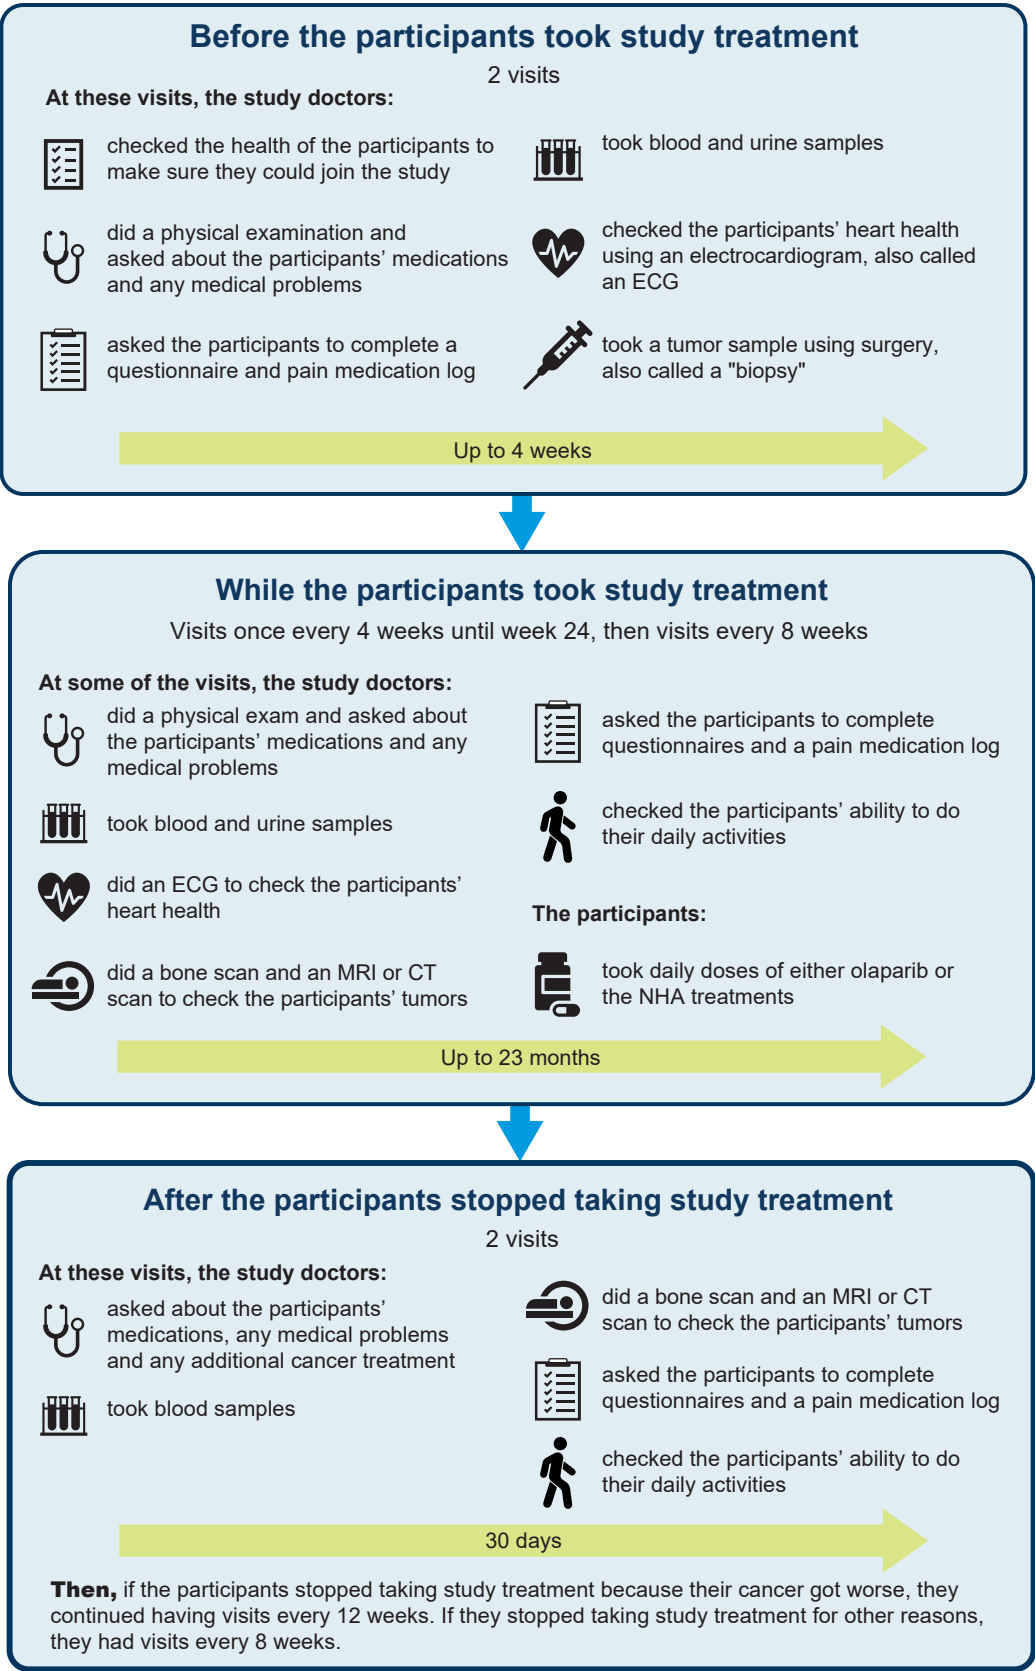 Before the participants took study treatment
2 visits
At these visits, the study doctors:
checked the health of the participants to
make sure they could join the study
did a physical examination and
asked about the participants' medications
and any medical problems
asked the participants to complete a
questionnaire and pain medication log
took blood and urine samples
checked the participants' heart health
using an electrocardiogram, also called
an ECG
took a tumor sample using surgery,
also called a "biopsy"
Up to 4 weeks
While the participants took study treatment
Visits once every 4 weeks until week 24, then visits every 8 weeks
At some of the visits, the study doctors:
did a physical exam and asked about
the participants' medications and any
medical problems
took blood and urine samples
did an ECG to check the participants'
heart health
did a bone scan and an MRI or CT
scan to check the participants' tumors
asked the participants to complete
questionnaires and a pain medication log
checked the participants' ability to do
their daily activities
The participants:
took daily doses of either olaparib or
the NHA treatments
Up to 23 months
After the participants stopped taking study treatment
2 visits
At these visits, the study doctors:
asked about the participants'
medications, any medical problems
and any additional cancer treatment
took blood samples
did a bone scan and an MRI or CT
scan to check the participants' tumors
asked the participants to complete
questionnaires and a pain medication log
checked the participants' ability to do
their daily activities
30 days
Then, if the participants stopped taking study treatment because their cancer got worse, they
continued having visits every 12 weeks. If they stopped taking study treatment for other reasons,
they had visits every 8 weeks.